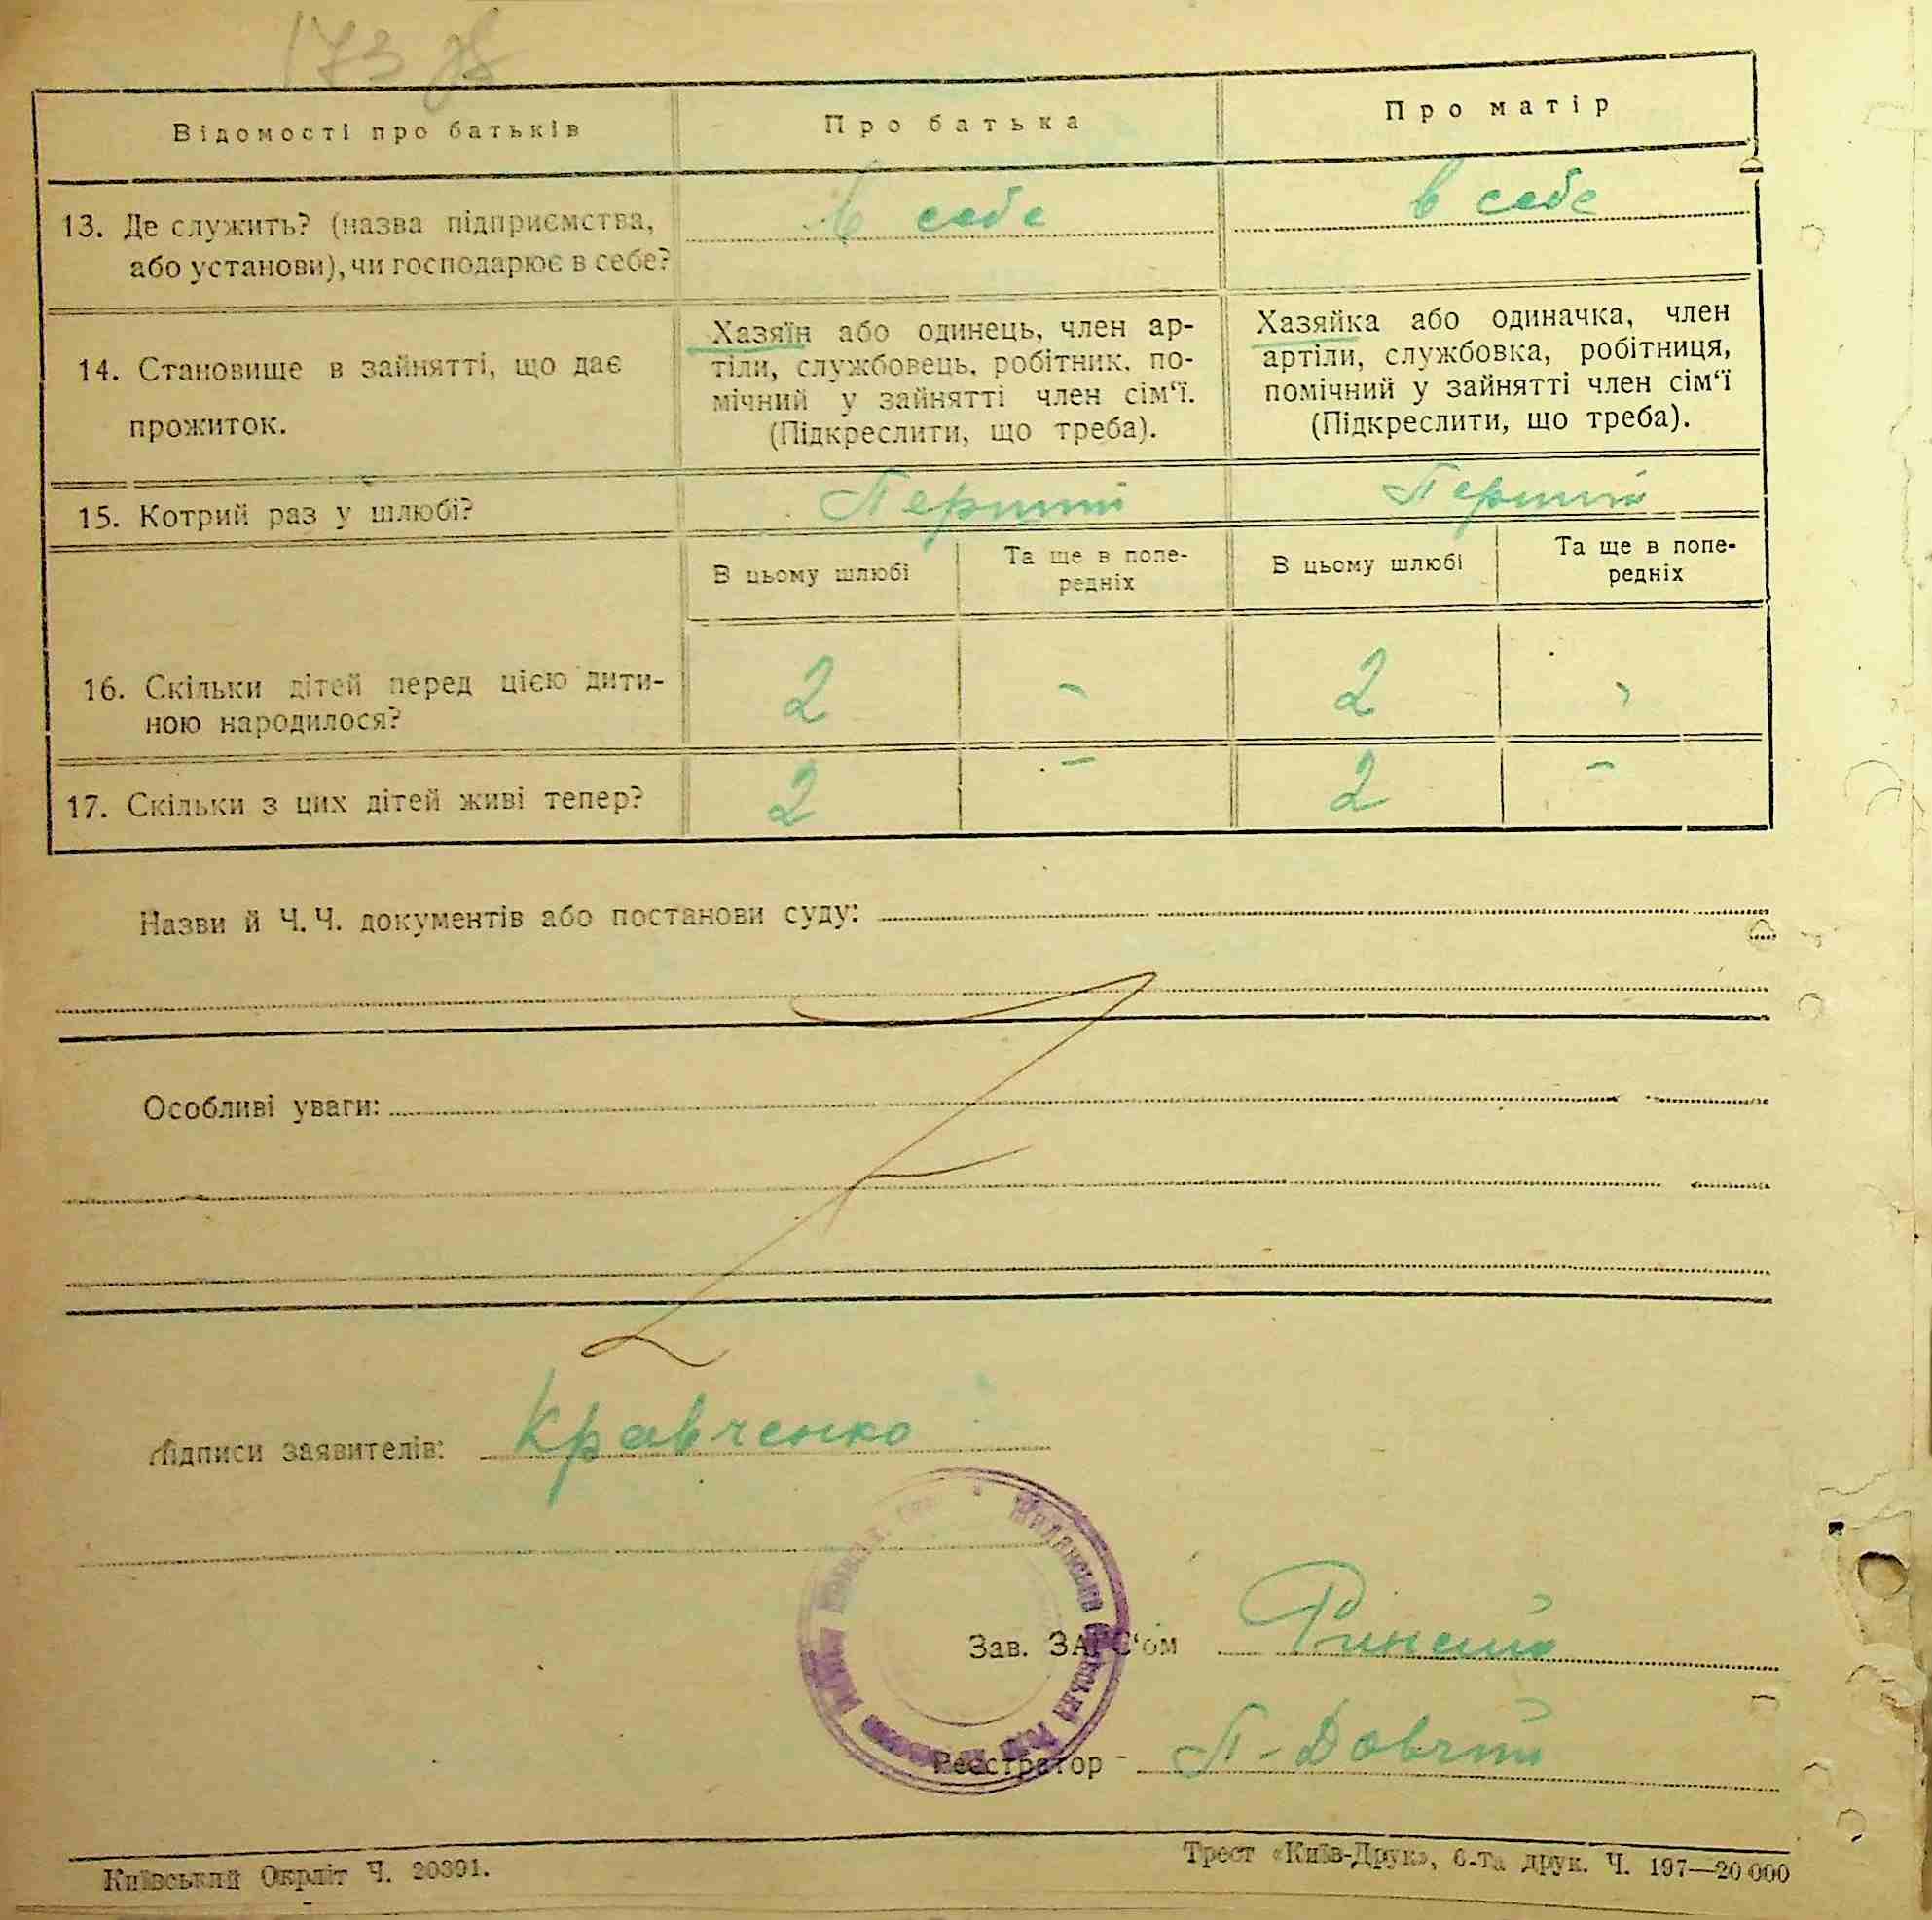 173 зв
Відомості про батьків
Про батька
Про матір
13. Де служить? (назва підприємства,
або установи), чи господарює в себе?
в себе
в себе
14. Становище в зайнятті, що дає
прожиток.
Хазяїн або одинець, член ар-
тіли, службовець, робітник, по-
мічний у зайнятті член сім‘ї.
(Підкреслити, що треба).
Хазяйка або одиначка, член
артіли, службовка, робітниця,
помічний у зайнятті член сім‘ї
(Підкреслити, що треба).
15. Котрий раз у шлюбі?
Перший
Перший
В цьому шлюбі
Та ще в попе-
редніх
В цьому шлюбі
Та ще в попе-
редніх
16. Скільки дітей перед цією дити-
ною народилося?
2 - 2 -
17. Скільки з цих дітей живі тепер?
2 - 2 -
Назви й Ч. Ч. документів або постанови суду:
Особливі уваги:
Підписи заявителів: Кравченко
Зав. ЗАГС‘ом
Реєстратор - П-Довгий
Київський Окрліт Ч. 20391.
Трест «Київ-Друк», 6-та друк. Ч. 197—20 000